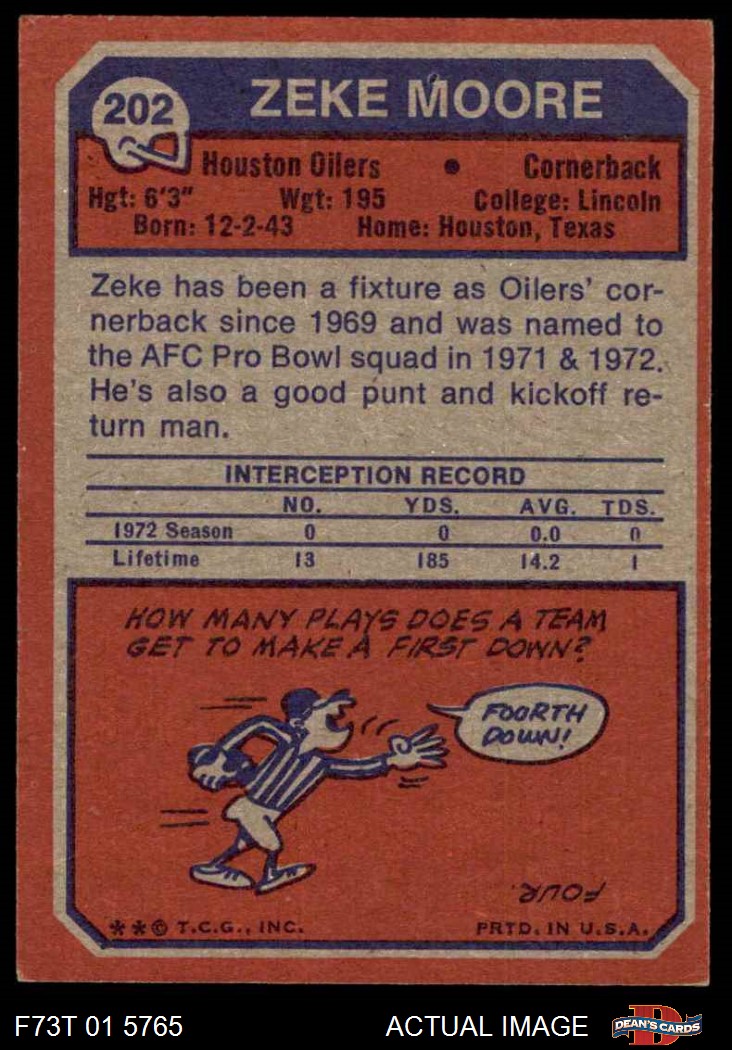 202
ZEKE MOORE
Houston Oilers • Cornerback
Hgt: 6'3" Wgt: 195 College: Lincoln
Born: 12-2-43 Home: Houston, Texas
Zeke has been a fixture as Oilers' cor-
nerback since 1969 and was named to
the AFC Pro Bowl squad in 1971 & 1972.
He's also a good punt and kickoff re-
turn man.
INTERCEPTION RECORD
NO. YDS. AVG. TDS.
1972 Season 0 0 0.0 0
Lifetime 13 185 14.2 1
HOW MANY PLAYS DOES A TEAM
GET TO MAKE A FIRST DOWN?
FOORTH
DOWN!
FOUR.
**© T.C.G., INC. PRTD. IN U.S.A.
F73T 01 5765 ACTUAL IMAGE D DEAN'S CARDS